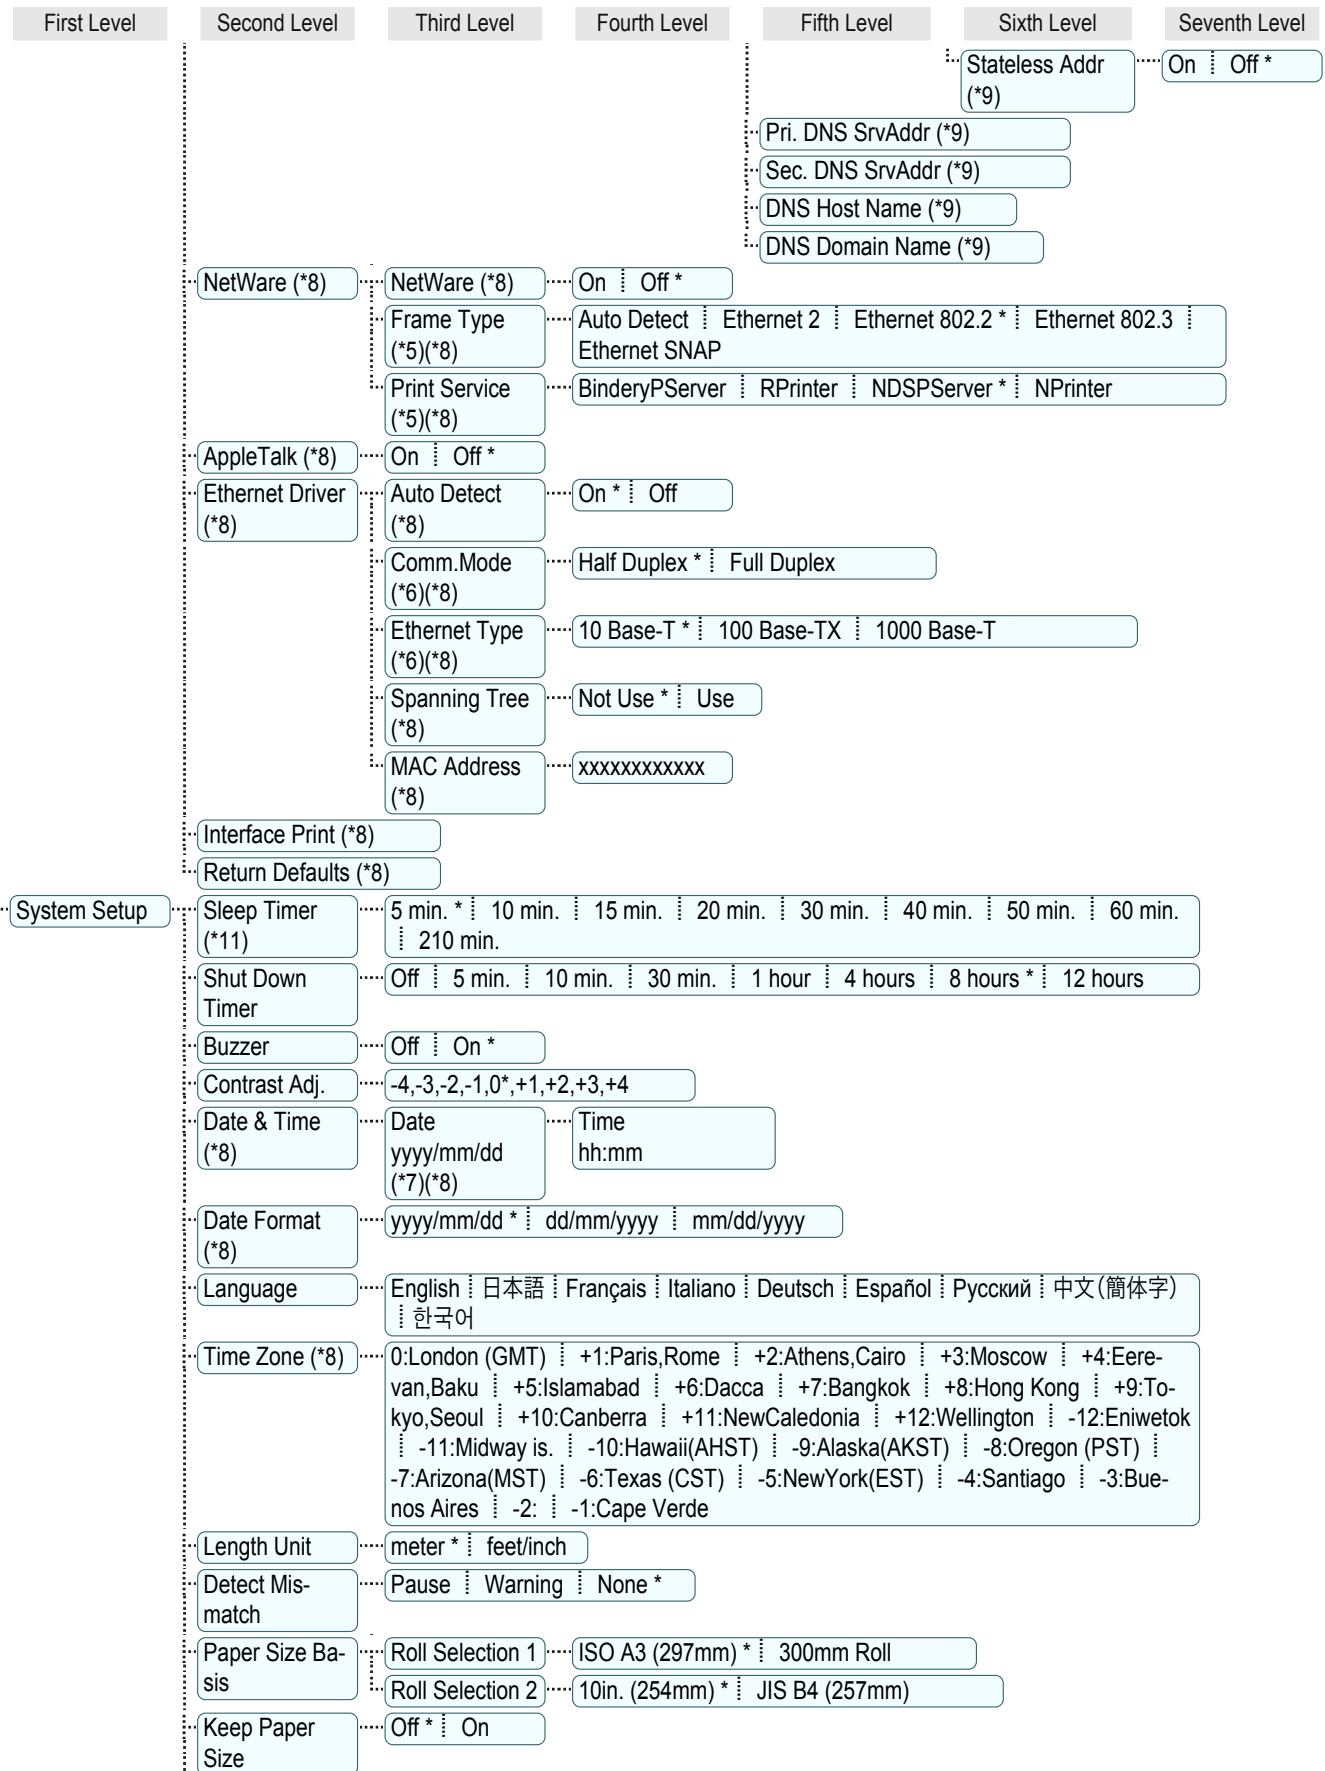 First Level Second Level Third Level Fourth Level Fifth Level Sixth Level Seventh Level
Stateless Addr
(*9)
On Off *
Pri. DNS SrvAddr (*9)
Sec. DNS SrvAddr (*9)
DNS Host Name (*9)
DNS Domain Name (*9)
NetWare (*8)
NetWare (*8)
On Off *
Frame Type
(*5)(*8)
Auto Detect Ethernet 2 Ethernet 802.2 * Ethernet 802.3
Ethernet SNAP
Print Service
(*5)(*8)
BinderyPServer RPrinter NDSPServer * NPrinter
AppleTalk (*8)
On Off *
Ethernet Driver
(*8)
Auto Detect
(*8)
On * Off
Comm.Mode
(*6)(*8)
Half Duplex * Full Duplex
Ethernet Type
(*6)(*8)
10 Base-T * 100 Base-TX 1000 Base-T
Spanning Tree
(*8)
Not Use * Use
MAC Address
(*8)
xxxxxxxxxxxx
Interface Print (*8)
Return Defaults (*8)
System Setup
Sleep Timer
(*11)
5 min. * 10 min. 15 min. 20 min. 30 min. 40 min. 50 min. 60 min.
210 min.
Shut Down
Timer
Off 5 min. 10 min. 30 min. 1 hour 4 hours 8 hours * 12 hours
Buzzer
Off On *
Contrast Adj.
-4,-3,-2,-1,0*,+1,+2,+3,+4
Date & Time
(*8)
Date
yyyy/mm/dd
(*7)(*8)
Time
hh:mm
Date Format
(*8)
yyyy/mm/dd * dd/mm/yyyy mm/dd/yyyy
Language
English 日本語 Français Italiano Deutsch Español Русский 中文(簡体字)
한국어
Time Zone (*8)
0:London (GMT) +1:Paris,Rome +2:Athens,Cairo +3:Moscow +4:Eere-
van,Baku +5:Islamabad +6:Dacca +7:Bangkok +8:Hong Kong +9:To-
kyo,Seoul +10:Canberra +11:NewCaledonia +12:Wellington -12:Eniwetok
-11:Midway is. -10:Hawaii(AHST) -9:Alaska(AKST) -8:Oregon (PST)
-7:Arizona(MST) -6:Texas (CST) -5:NewYork(EST) -4:Santiago -3:Bue-
nos Aires -2: -1:Cape Verde
Length Unit
meter * feet/inch
Detect Mis-
match
Pause Warning None *
Paper Size Ba-
sis
Roll Selection 1
ISO A3 (297mm) * 300mm Roll
Roll Selection 2
10in. (254mm) * JIS B4 (257mm)
Keep Paper
Size
Off * On